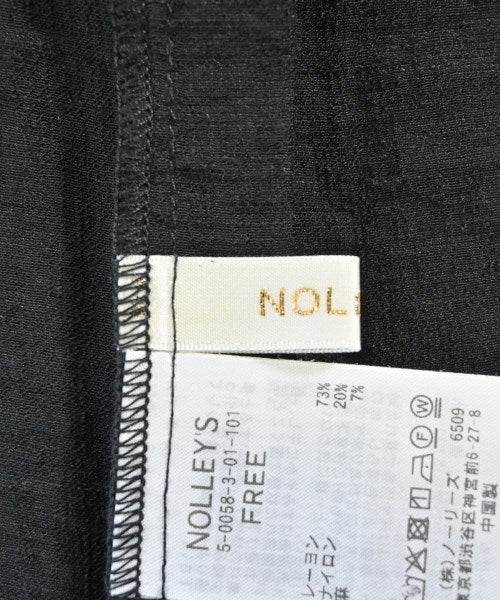 NOLL
NOLLEY'S
5-0058-3-01-101
FREE
レーヨン 73%
ナイロン 20%
麻 7%
6509
(株)ノーリーズ
東京都渋谷区神宮前6-27-8
中国製